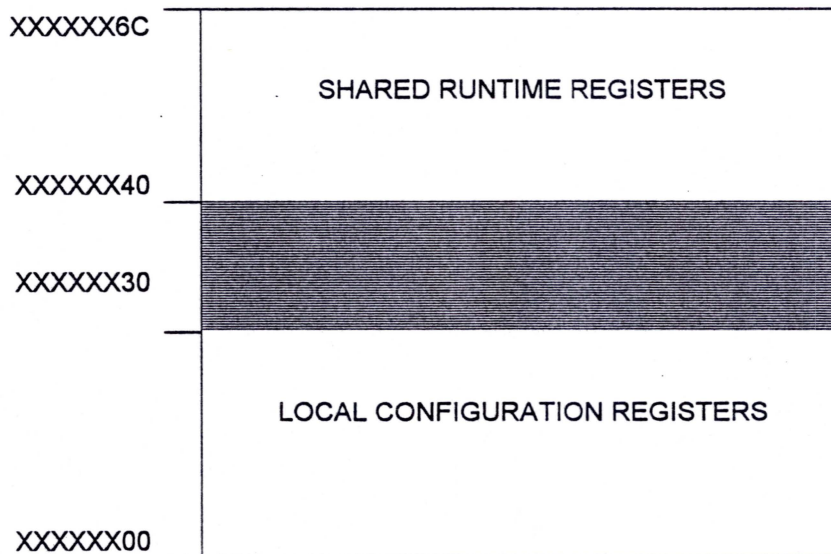 XXXXXX6C
SHARED RUNTIME REGISTERS
XXXXXX40
XXXXXX30
LOCAL CONFIGURATION REGISTERS
XXXXXX00